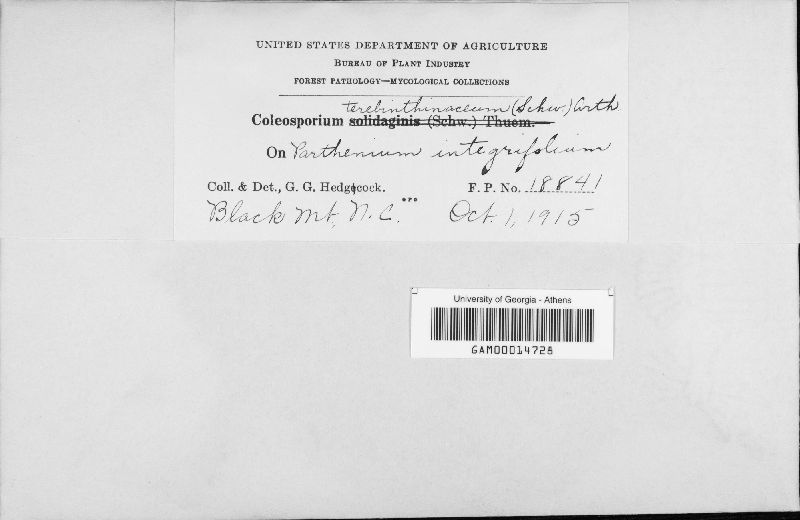 UNITED STATES DEPARTMENT OF AGRICULTURE
BUREAU OF PLANT INDUSTRY
FOREST PATHOLOGY—MYCOLOGICAL COLLECTIONS
terebinthinaceum (Schw.) Arth
Coleosporium solidaginis (Schw.) Thuem.
On Parthenium integrifolium
Coll. & Det., G. G. Hedgcock. F. P. No. 18841
Black Mt, N. C. Oct. 1, 1915
University of Georgia - Athens
GAM00014728